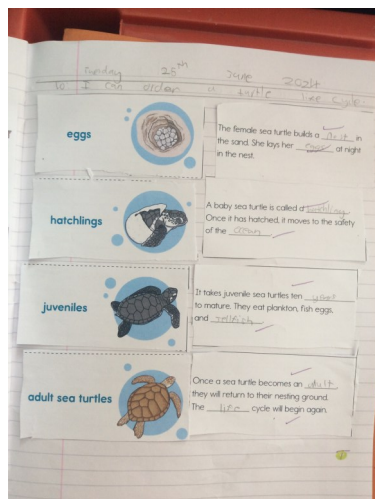 Tuesday 25th June 2024
to I can order a turtle life cycle
eggs
The female sea turtle builds a nest in
the sand. She lays her eggs at night
in the nest.
hatchlings
A baby sea turtle is called a
Once it has hatched, it moves to the safety
of the ocean
juveniles
It takes juvenile sea turtles ten years
to mature. They eat plankton, fish eggs,
and
adult sea turtles
Once a sea turtle becomes an adult
they will return to their nesting ground.
The life cycle will begin again.